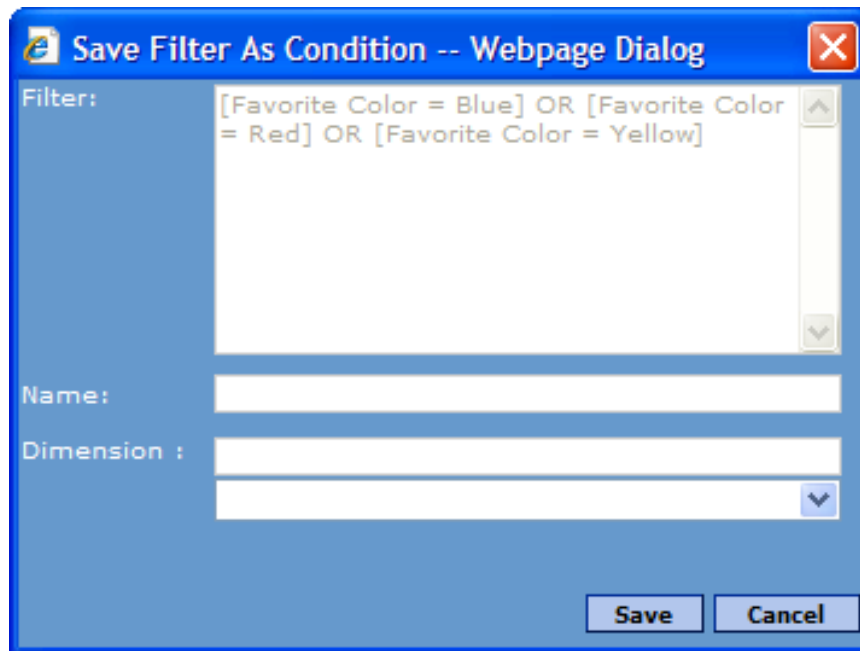 Save Filter As Condition -- Webpage Dialog
Filter:
[Favorite Color = Blue] OR [Favorite Color
= Red] OR [Favorite Color = Yellow]
Name:
Dimension :
Save Cancel